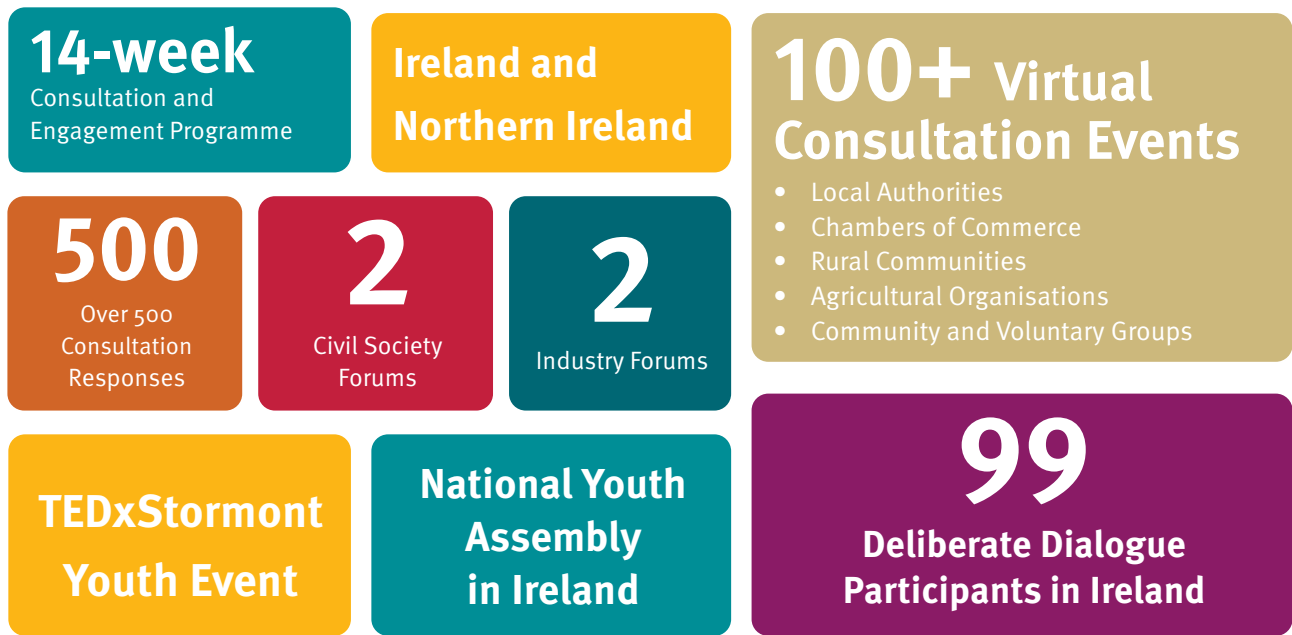 14-week
Consultation and
Engagement Programme
Ireland and
Northern Ireland
100+ Virtual
Consultation Events
• Local Authorities
• Chambers of Commerce
• Rural Communities
• Agricultural Organisations
• Community and Voluntary Groups
500
Over 500
Consultation
Responses
2
Civil Society
Forums
2
Industry Forums
TEDxStormont
Youth Event
National Youth
Assembly
in Ireland
99
Deliberate Dialogue
Participants in Ireland